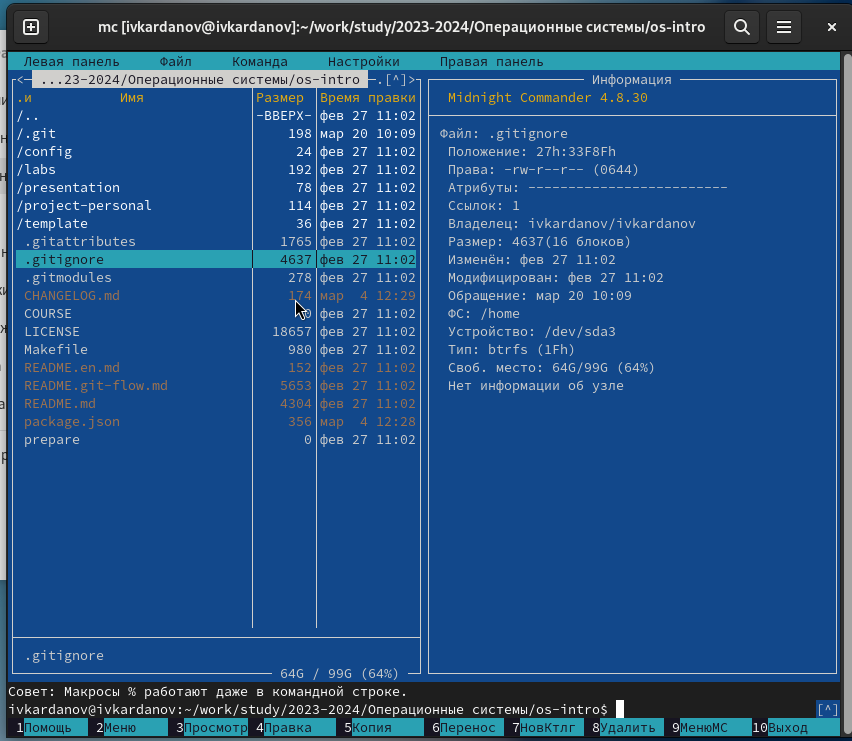 mc [ivkardanov@ivkardanov]:~/work/study/2023-2024/Операционные системы/os-intro
Левая панель Файл Команда Настройки Правая панель
<─ ...23-2024/Операционные системы/os-intro .[^]>
.и Имя Размер Время правки
/.. -ВВЕРХ- фев 27 11:02
/.git 198 мар 20 10:09
/config 24 фев 27 11:02
/labs 192 фев 27 11:02
/presentation 78 фев 27 11:02
/project-personal 114 фев 27 11:02
/template 36 фев 27 11:02
.gitattributes 1765 фев 27 11:02
.gitignore 4637 фев 27 11:02
.gitmodules 278 фев 27 11:02
CHANGELOG.md 174 мар 4 12:29
COURSE 0 фев 27 11:02
LICENSE 18657 фев 27 11:02
Makefile 980 фев 27 11:02
README.en.md 152 фев 27 11:02
README.git-flow.md 5653 фев 27 11:02
README.md 4304 фев 27 11:02
package.json 356 мар 4 12:28
prepare 0 фев 27 11:02
.gitignore
64G / 99G (64%)
Информация
Midnight Commander 4.8.30
Файл: .gitignore
Положение: 27h:33F8Fh
Права: -rw-r--r-- (0644)
Атрибуты: -------------------------
Ссылок: 1
Владелец: ivkardanov/ivkardanov
Размер: 4637(16 блоков)
Изменён: фев 27 11:02
Модифицирован: фев 27 11:02
Обращение: мар 20 10:09
ФС: /home
Устройство: /dev/sda3
Тип: btrfs (1Fh)
Своб. место: 64G/99G (64%)
Нет информации об узле
Совет: Макросы % работают даже в командной строке.
ivkardanov@ivkardanov:~/work/study/2023-2024/Операционные системы/os-intro$ [^]
1Помощь 2Меню 3Просмотр 4Правка 5Копия 6Перенос 7НовКтлг 8Удалить 9МенюMC 10Выход